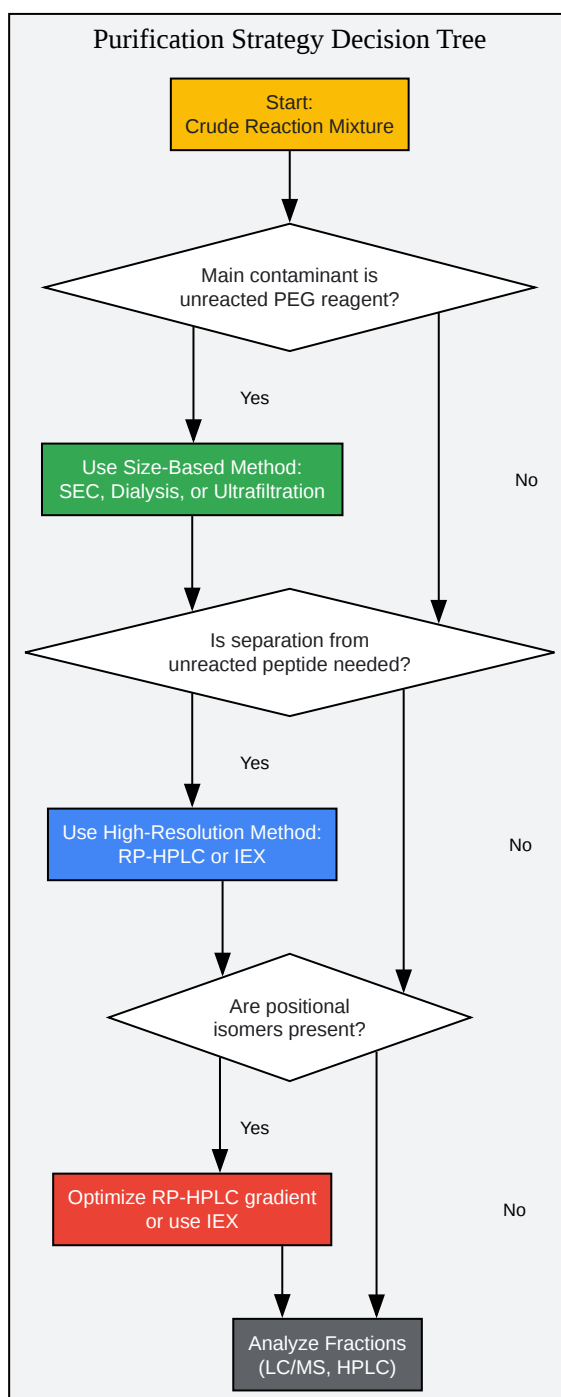 Purification Strategy Decision Tree
Start:
Crude Reaction Mixture
Main contaminant is
unreacted PEG reagent?
Yes
Use Size-Based Method:
SEC, Dialysis, or Ultrafiltration
No
Is separation from
unreacted peptide needed?
Yes
Use High-Resolution Method:
RP-HPLC or IEX
No
Are positional
isomers present?
Yes
Optimize RP-HPLC gradient
or use IEX
No
Analyze Fractions
(LC/MS, HPLC)